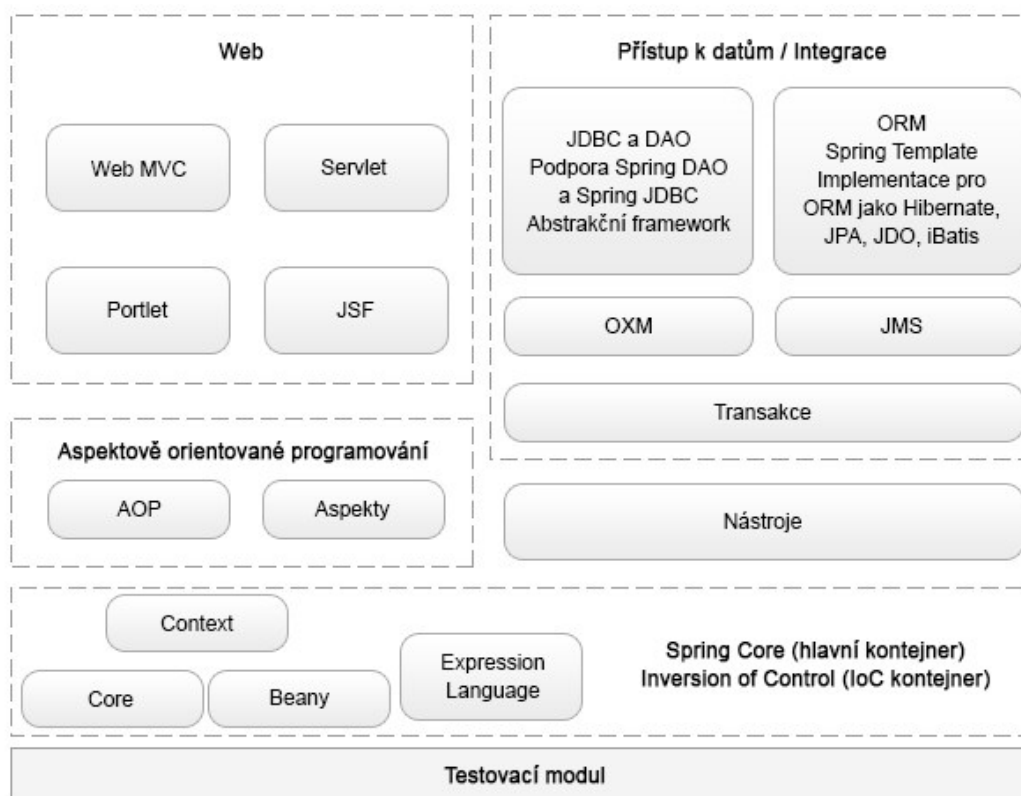 Web
Web MVC
Servlet
Portlet
JSF
Přístup k datům / Integrace
JDBC a DAO
Podpora Spring DAO
a Spring JDBC
Abstrakční framework
ORM
Spring Template
Implementace pro
ORM jako Hibernate,
JPA, JDO, iBatis
OXM
JMS
Transakce
Aspektově orientované programování
AOP
Aspekty
Nástroje
Context
Core
Beany
Expression
Language
Spring Core (hlavní kontejner)
Inversion of Control (IoC kontejner)
Testovací modul